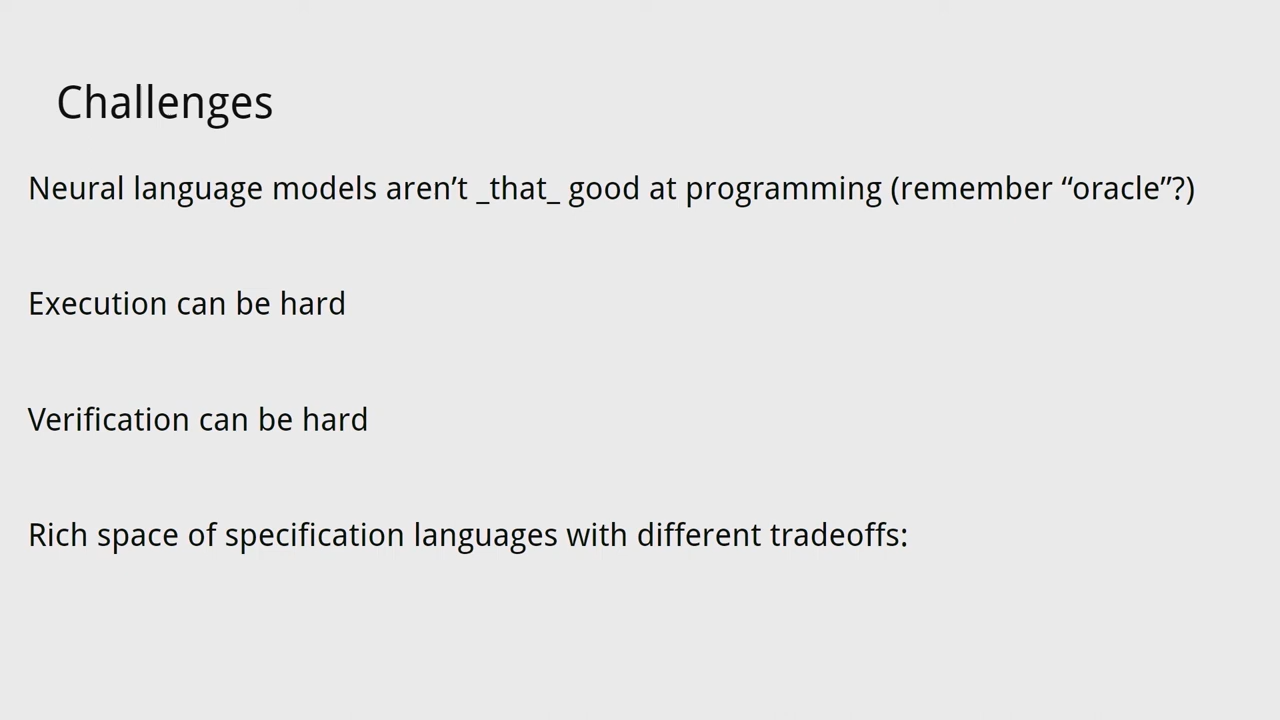 Challenges
Neural language models aren’t _that_ good at programming (remember “oracle”?)
Execution can be hard
Verification can be hard
Rich space of specification languages with different tradeoffs: